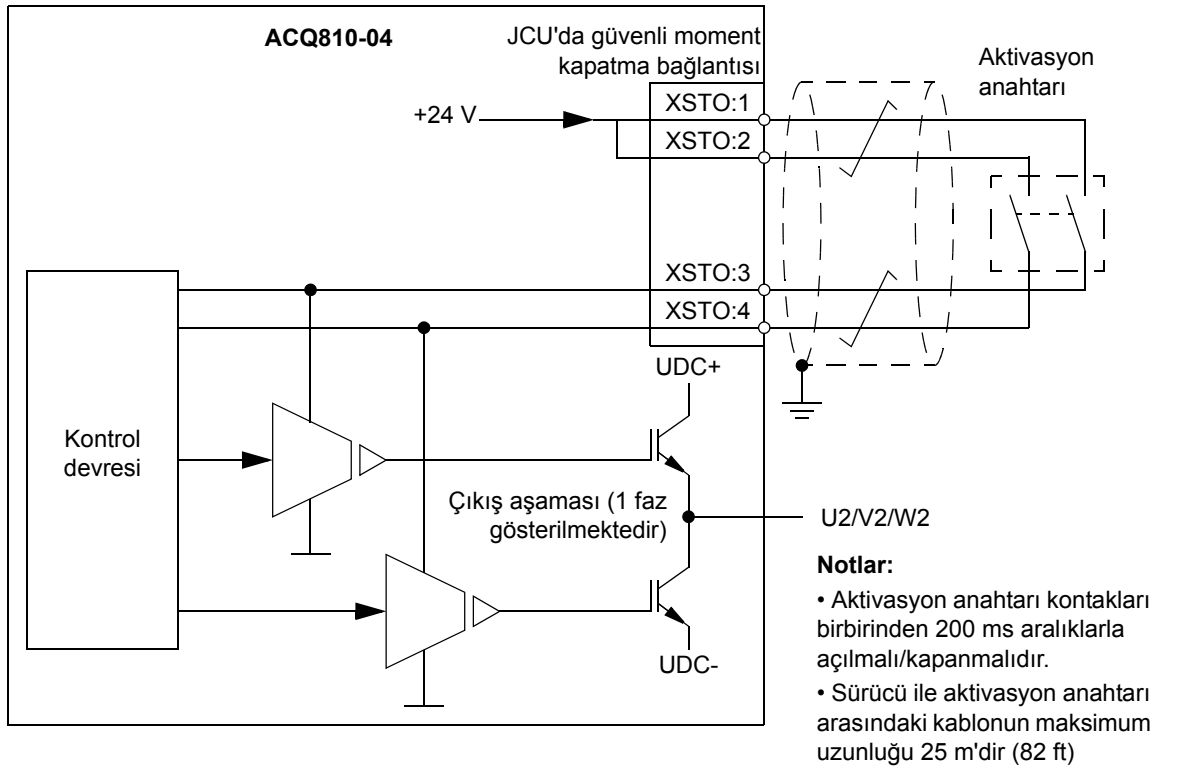 ACQ810-04
JCU'da güvenli moment
kapatma bağlantısı
Aktivasyon
anahtarı
+24 V
XSTO:1
XSTO:2
XSTO:3
XSTO:4
UDC+
Kontrol
devresi
Çıkış aşaması (1 faz
gösterilmektedir)
U2/V2/W2
UDC-
Notlar:
• Aktivasyon anahtarı kontakları
birbirinden 200 ms aralıklarla
açılmalı/kapanmalıdır.
• Sürücü ile aktivasyon anahtarı
arasındaki kablonun maksimum
uzunluğu 25 m'dir (82 ft)